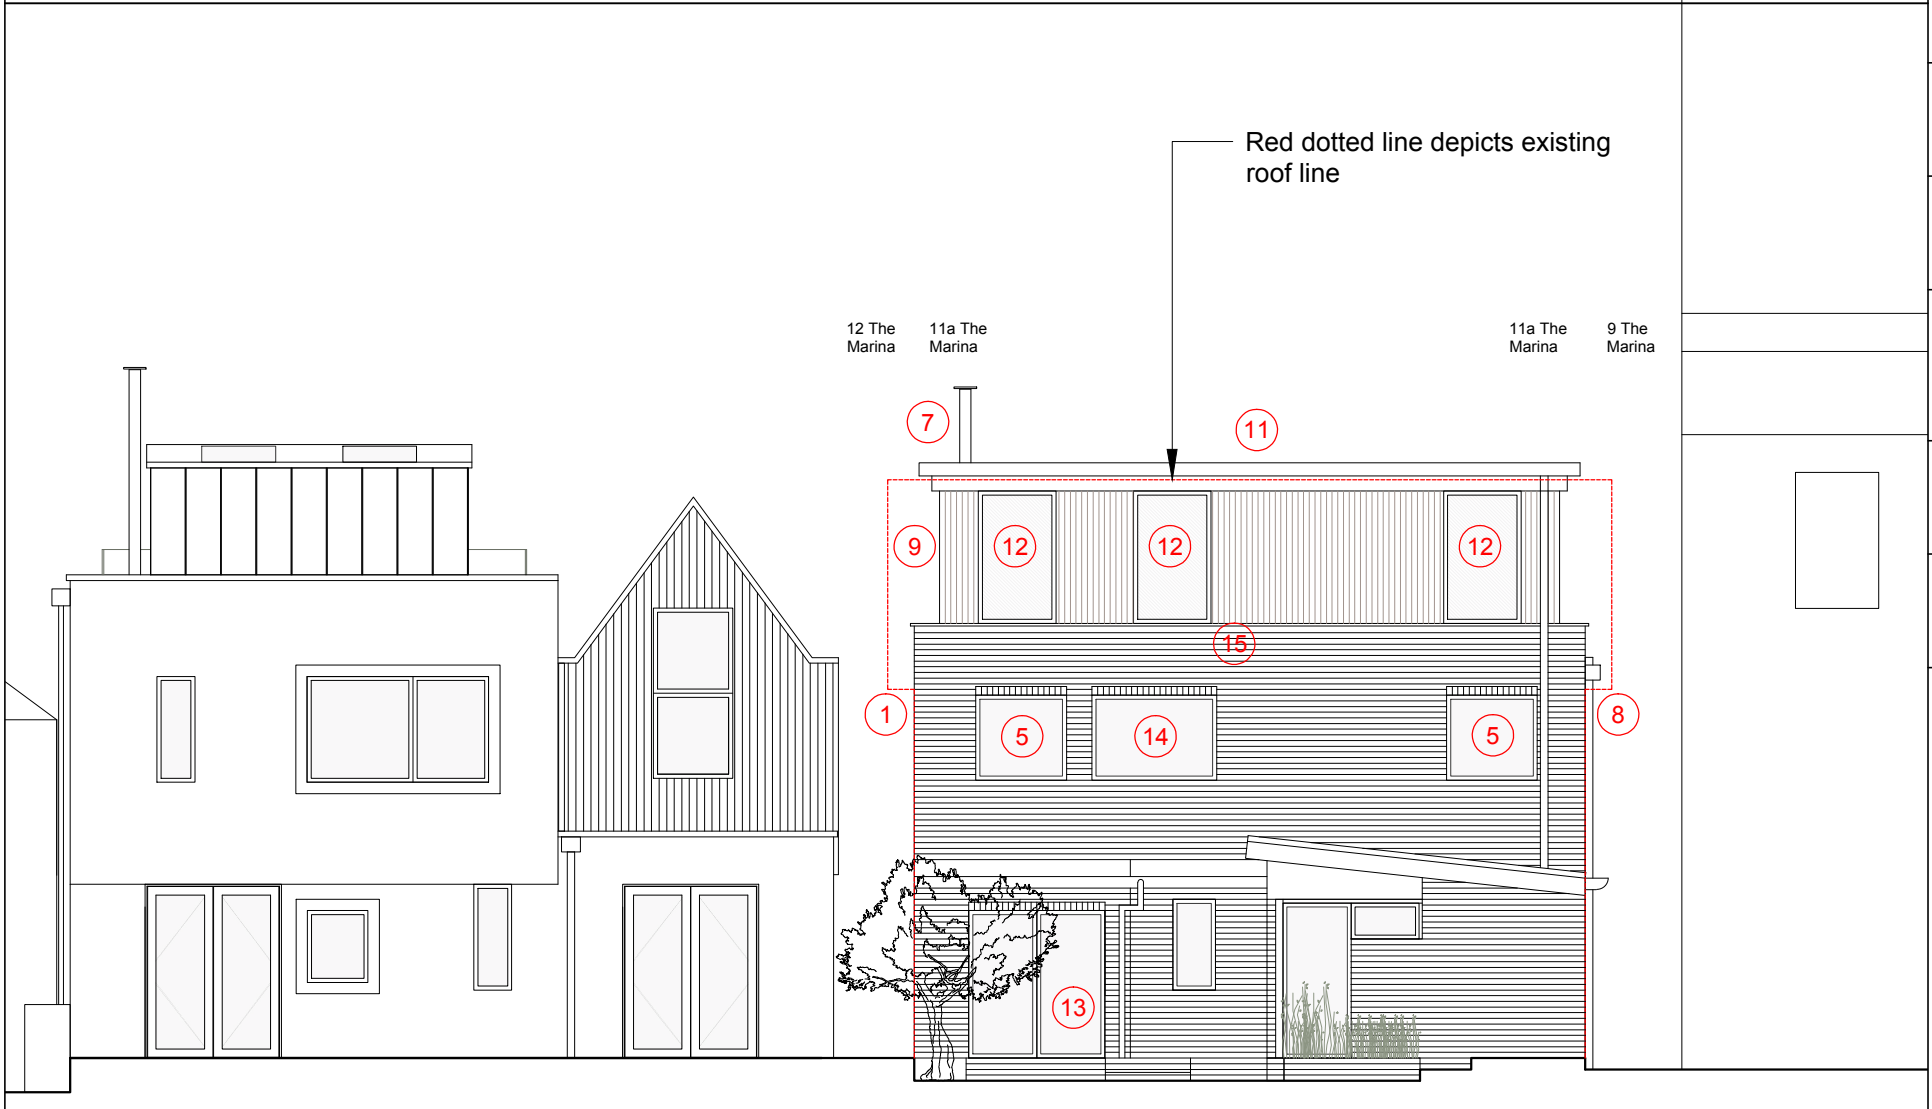 Red dotted line depicts existing
roof line
12 The
Marina
11a The
Marina
11a The
Marina
9 The
Marina
7
11
9
12
12
12
15
1
5
14
5
8
13